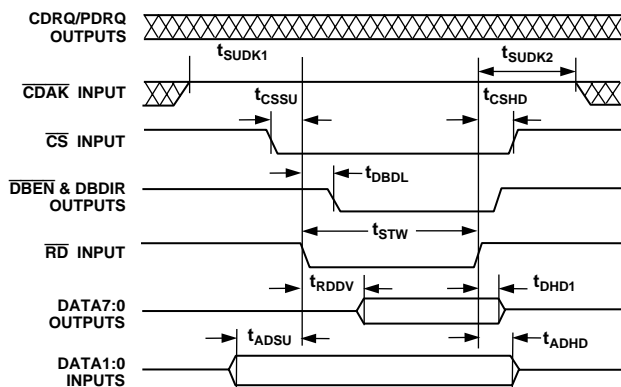 CDRQ/PDRQ
OUTPUTS
tSUDK1
tSUDK2
CDAK INPUT
tCSSU
tCSHD
CS INPUT
tDBDL
DBEN & DBDIR
OUTPUTS
tSTW
RD INPUT
tRDDV
tDHD1
DATA7:0
OUTPUTS
tADSU
tADHD
DATA1:0
INPUTS